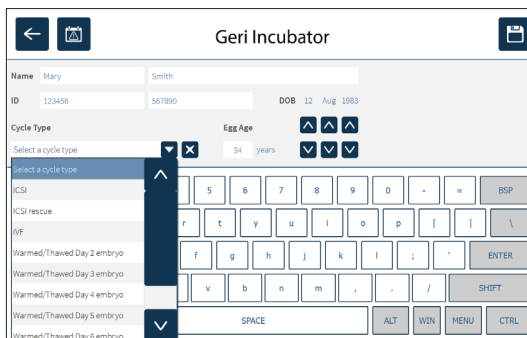 Geri Incubator
Name Mary Smith
ID 123456 567890 DOB 12 Aug 1983
Cycle Type Egg Age
Select a cycle type 34 years
Select a cycle type
ICSI
ICSI rescue
IVF
Warmed/Thawed Day 2 embryo
Warmed/Thawed Day 3 embryo
Warmed/Thawed Day 4 embryo
Warmed/Thawed Day 5 embryo
Warmed/Thawed Day 6 embryo
5 6 7 8 9 0 - = BSP
r t y u i o p [ ] \
f g h j k l ; ' ENTER
v b n m , . / SHIFT
SPACE ALT WIN MENU CTRL